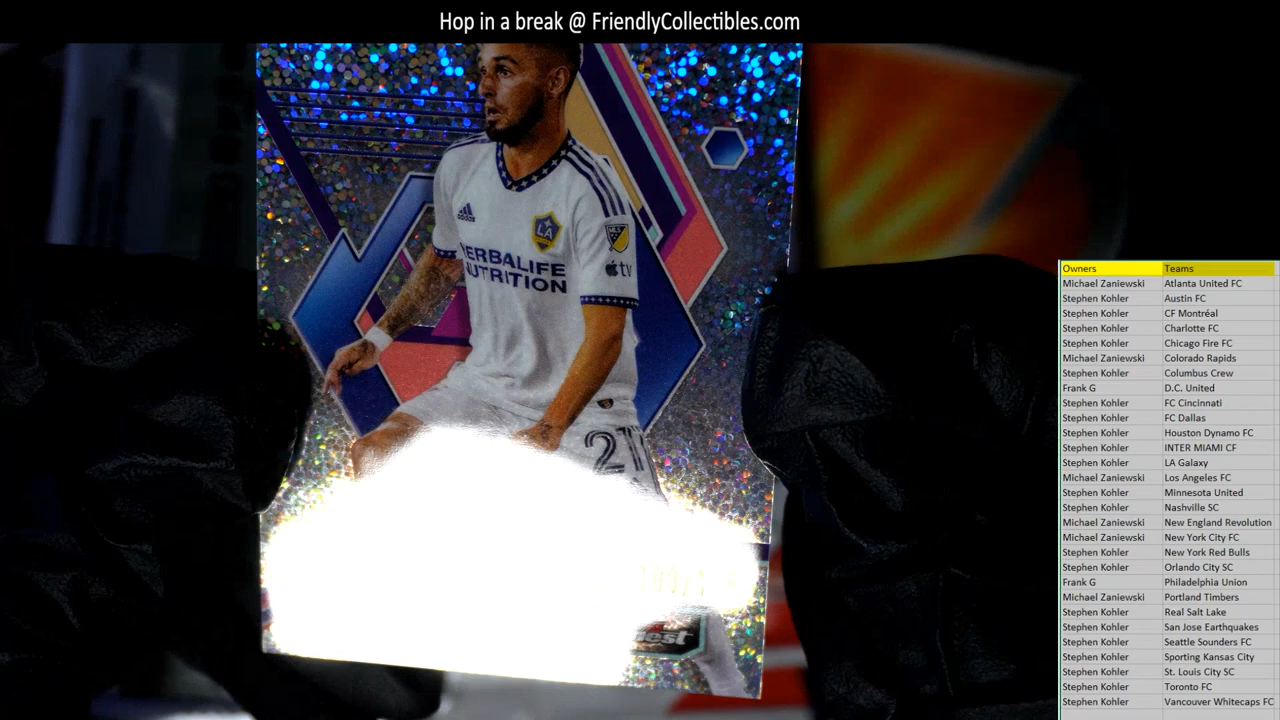 Hop in a break @ FriendlyCollectibles.com
adidas
LA
MLS
tv
HERBALIFE
NUTRITION
21
Owners Teams
Michael Zaniewski Atlanta United FC
Stephen Kohler Austin FC
Stephen Kohler CF Montréal
Stephen Kohler Charlotte FC
Stephen Kohler Chicago Fire FC
Michael Zaniewski Colorado Rapids
Stephen Kohler Columbus Crew
Frank G D.C. United
Stephen Kohler FC Cincinnati
Stephen Kohler FC Dallas
Stephen Kohler Houston Dynamo FC
Stephen Kohler INTER MIAMI CF
Stephen Kohler LA Galaxy
Michael Zaniewski Los Angeles FC
Stephen Kohler Minnesota United
Stephen Kohler Nashville SC
Michael Zaniewski New England Revolution
Michael Zaniewski New York City FC
Stephen Kohler New York Red Bulls
Stephen Kohler Orlando City SC
Frank G Philadelphia Union
Michael Zaniewski Portland Timbers
Stephen Kohler Real Salt Lake
Stephen Kohler San Jose Earthquakes
Stephen Kohler Seattle Sounders FC
Stephen Kohler Sporting Kansas City
Stephen Kohler St. Louis City SC
Stephen Kohler Toronto FC
Stephen Kohler Vancouver Whitecaps FC